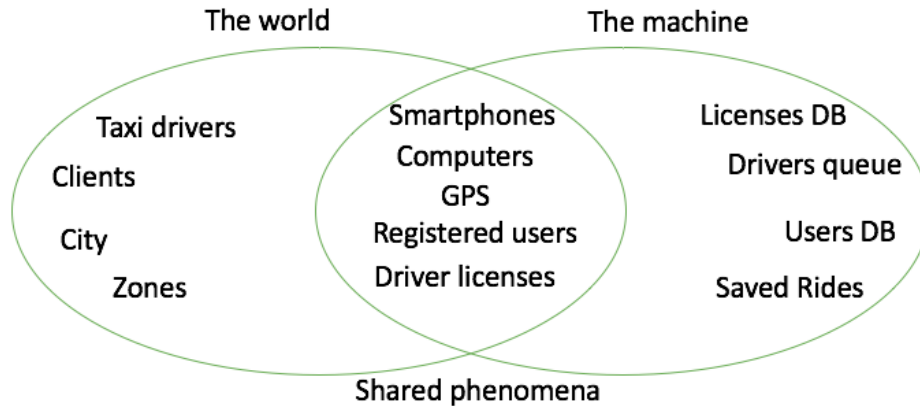 The world
The machine
Taxi drivers
Clients
City
Zones
Smartphones
Computers
GPS
Registered users
Driver licenses
Licenses DB
Drivers queue
Users DB
Saved Rides
Shared phenomena